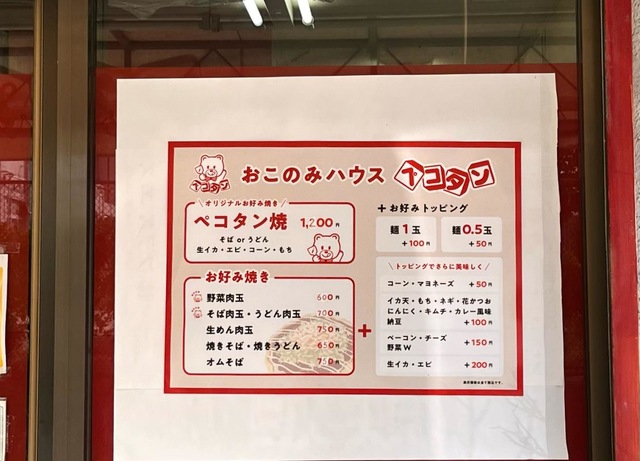 おこのみハウス ペコタン
ペコタン
オリジナルお好み焼き
ペコタン焼 1,200円
そば or うどん
生イカ・エビ・コーン・もち
お好み焼き
野菜肉玉 600円
そば肉玉・うどん肉玉 700円
生めん肉玉 750円
焼きそば・焼きうどん 650円
オムそば 750円
+
+ お好みトッピング
麺1玉 +100円
麺0.5玉 +50円
トッピングでさらに美味しく
コーン・マヨネーズ +50円
イカ天・もち・ネギ・花かつお
にんにく・キムチ・カレー風味
納豆 +100円
ベーコン・チーズ
野菜W +150円
生イカ・エビ +200円